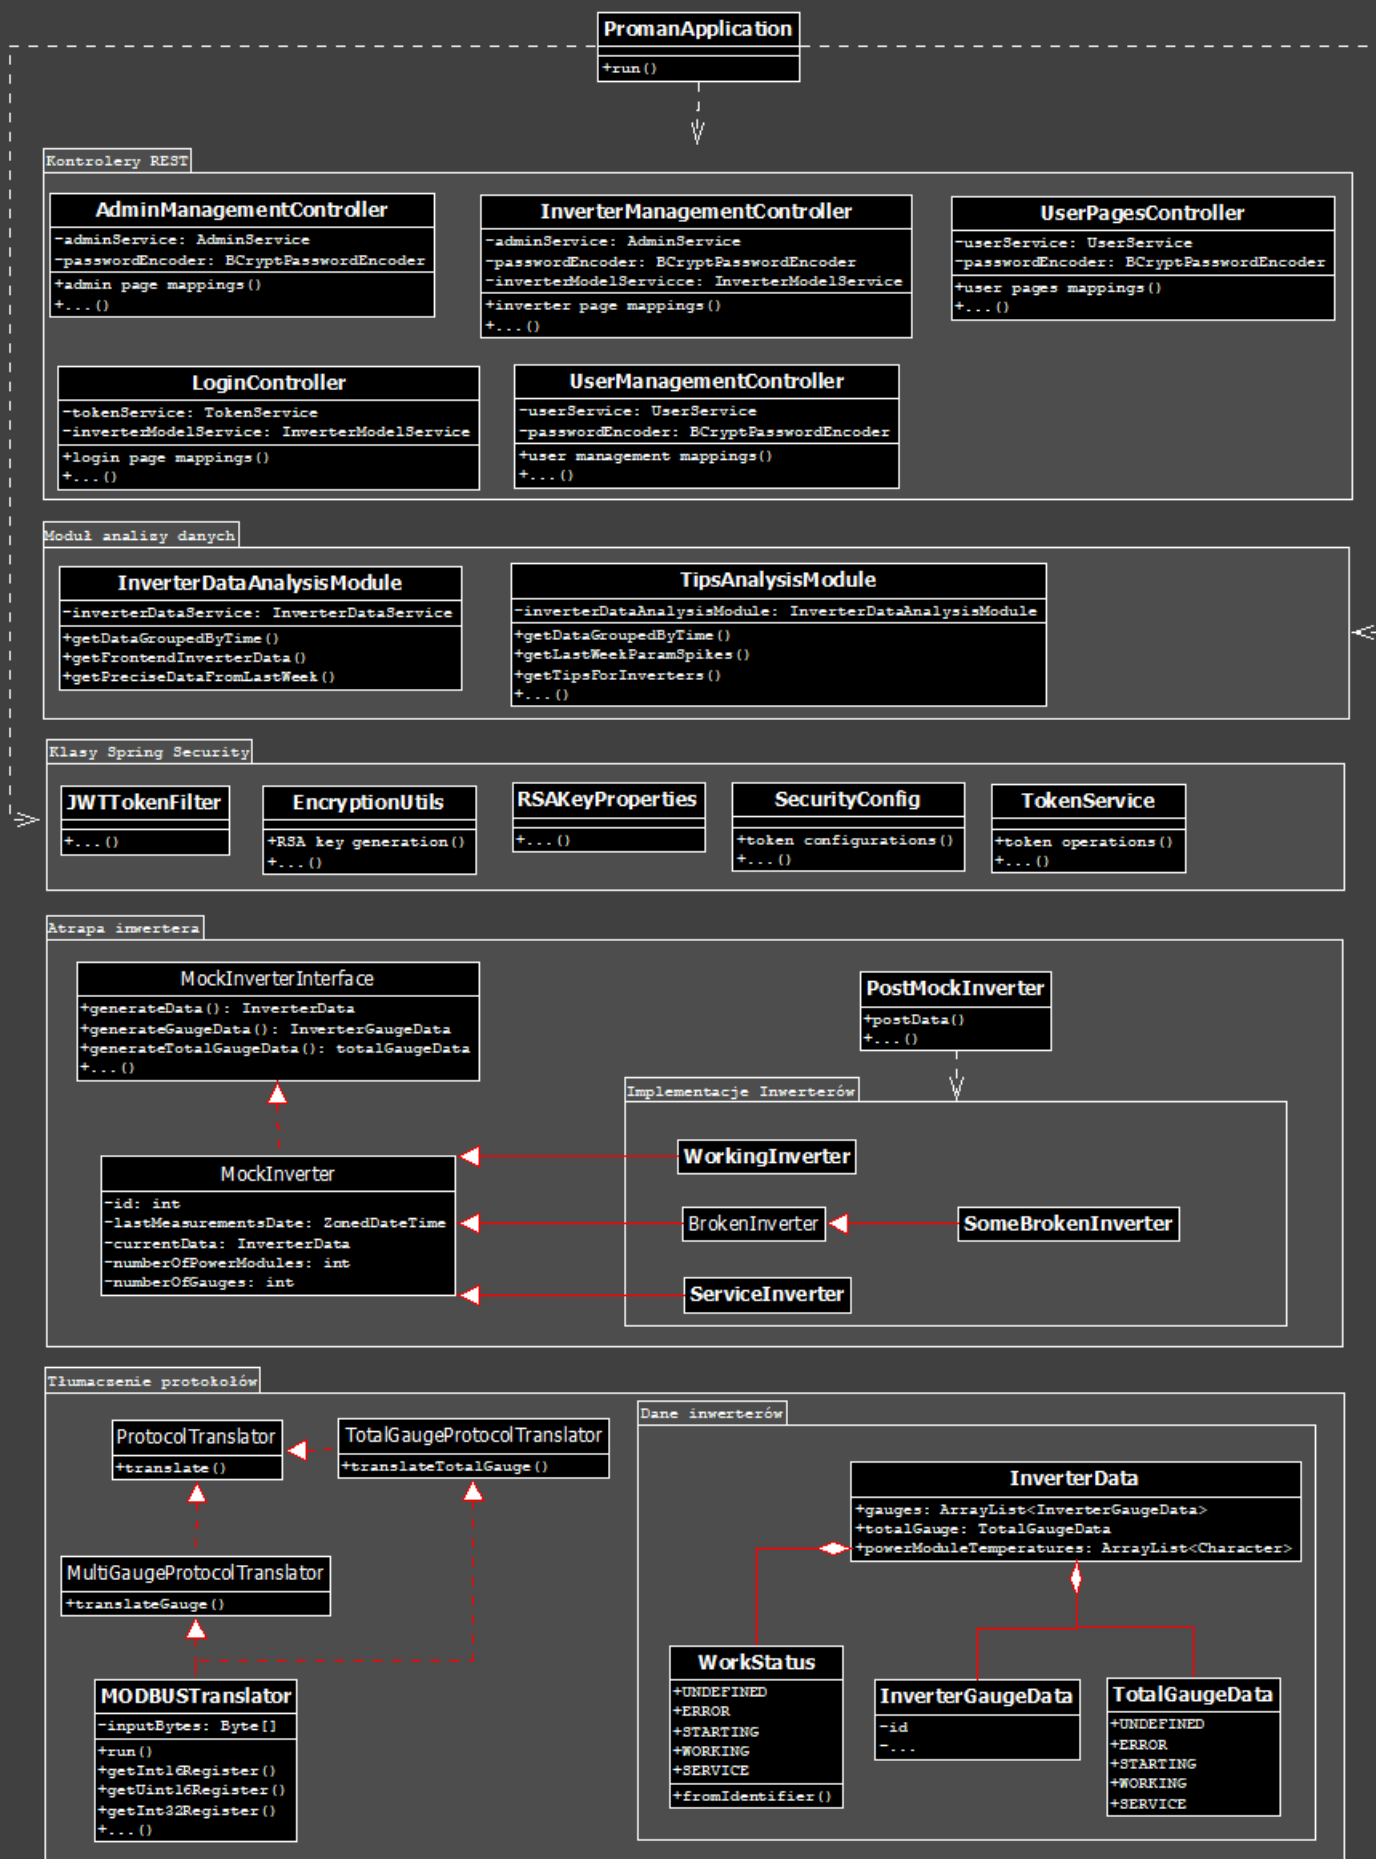 PromanApplication
+run()
Kontrolery REST
AdminManagementController
-adminService: AdminService
-passwordEncoder: BCryptPasswordEncoder
+admin page mappings()
+...()
InverterManagementController
-adminService: AdminService
-passwordEncoder: BCryptPasswordEncoder
-inverterModelServicce: InverterModelService
+inverter page mappings()
+...()
UserPagesController
-userService: UserService
-passwordEncoder: BCryptPasswordEncoder
+user pages mappings()
+...()
LoginController
-tokenService: TokenService
-inverterModelService: InverterModelService
+login page mappings()
+...()
UserManagementController
-userService: UserService
-passwordEncoder: BCryptPasswordEncoder
+user management mappings()
+...()
Moduł analizy danych
InverterDataAnalysisModule
-inverterDataService: InverterDataService
+getDataGroupedByTime()
+getFrontendInverterData()
+getPreciseDataFromLastWeek()
TipsAnalysisModule
-inverterDataAnalysisModule: InverterDataAnalysisModule
+getDataGroupedByTime()
+getLastWeekParamSpikes()
+getTipsForInverters()
+...()
Klasy Spring Security
JWTTokenFilter
+...()
EncryptionUtils
+RSA key generation()
+...()
RSAKeyProperties
+...()
SecurityConfig
+token configurations()
+...()
TokenService
+token operations()
+...()
Atrapa inwertera
MockInverterInterface
+generateData(): InverterData
+generateGaugeData(): InverterGaugeData
+generateTotalGaugeData(): totalGaugeData
+...()
PostMockInverter
+postData()
+...()
Implementacje Inwerterów
MockInverter
-id: int
-lastMeasurementsDate: ZonedDateTime
-currentData: InverterData
-numberOfPowerModules: int
-numberOfGauges: int
WorkingInverter
BrokenInverter
SomeBrokenInverter
ServiceInverter
Tłumaczenie protokołów
ProtocolTranslator
+translate()
TotalGaugeProtocolTranslator
+translateTotalGauge()
MultiGaugeProtocolTranslator
+translateGauge()
MODBUSTranslator
-inputBytes: Byte[]
+run()
+getInt16Register()
+getUint16Register()
+getInt32Register()
+...()
Dane inwerterów
InverterData
+gauges: ArrayList<InverterGaugeData>
+totalGauge: TotalGaugeData
+powerModuleTemperatures: ArrayList<Character>
WorkStatus
+UNDEFINED
+ERROR
+STARTING
+WORKING
+SERVICE
+fromIdentifier()
InverterGaugeData
-id
-...
TotalGaugeData
+UNDEFINED
+ERROR
+STARTING
+WORKING
+SERVICE